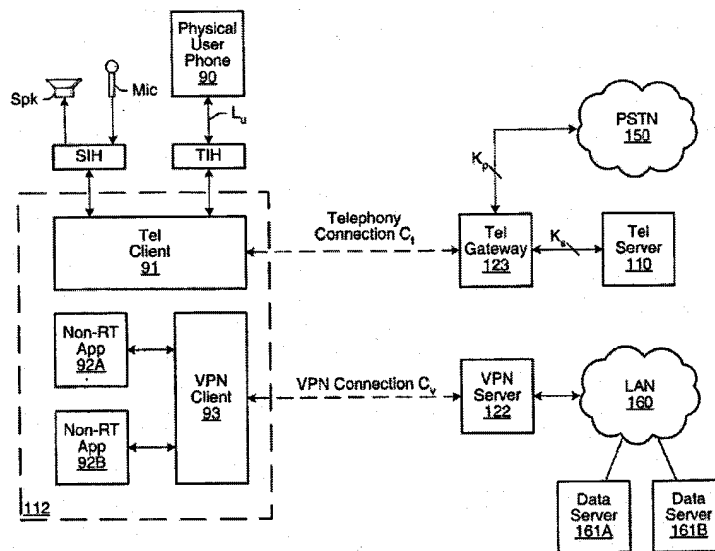 Physical
User
Phone
90
Spk
Mic
Lu
SIH
TIH
PSTN
150
Kp
Tel
Client
91
Telephony
Connection Ct
Tel
Gateway
123
Ks
Tel
Server
110
Non-RT
App
92A
VPN
Client
93
VPN Connection Cv
VPN
Server
122
LAN
160
Non-RT
App
92B
112
Data
Server
161A
Data
Server
161B